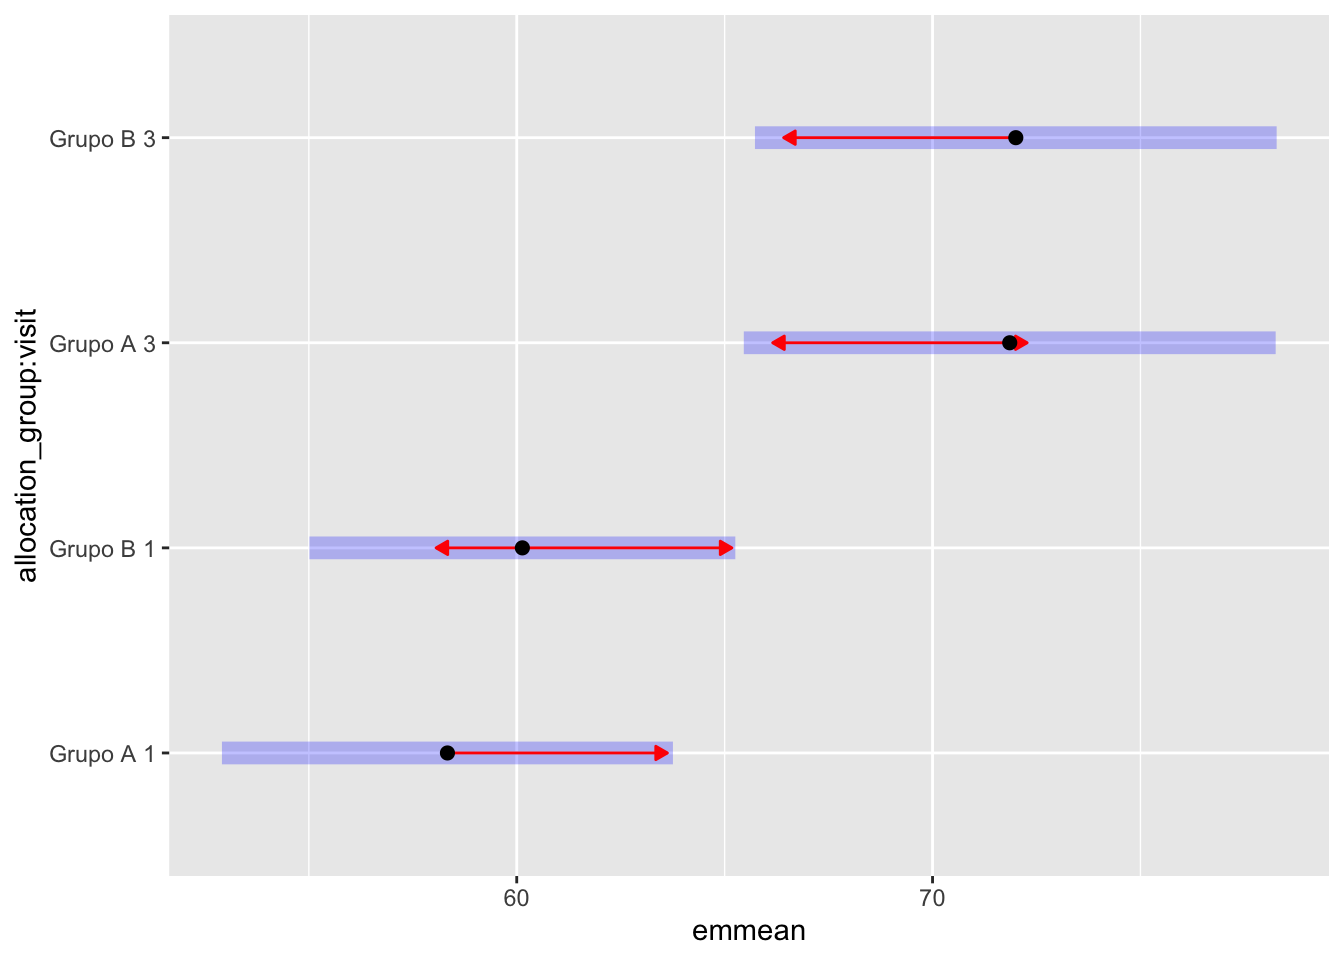 allocation_group:visit
Grupo B 3
Grupo A 3
Grupo B 1
Grupo A 1
60 70
emmean